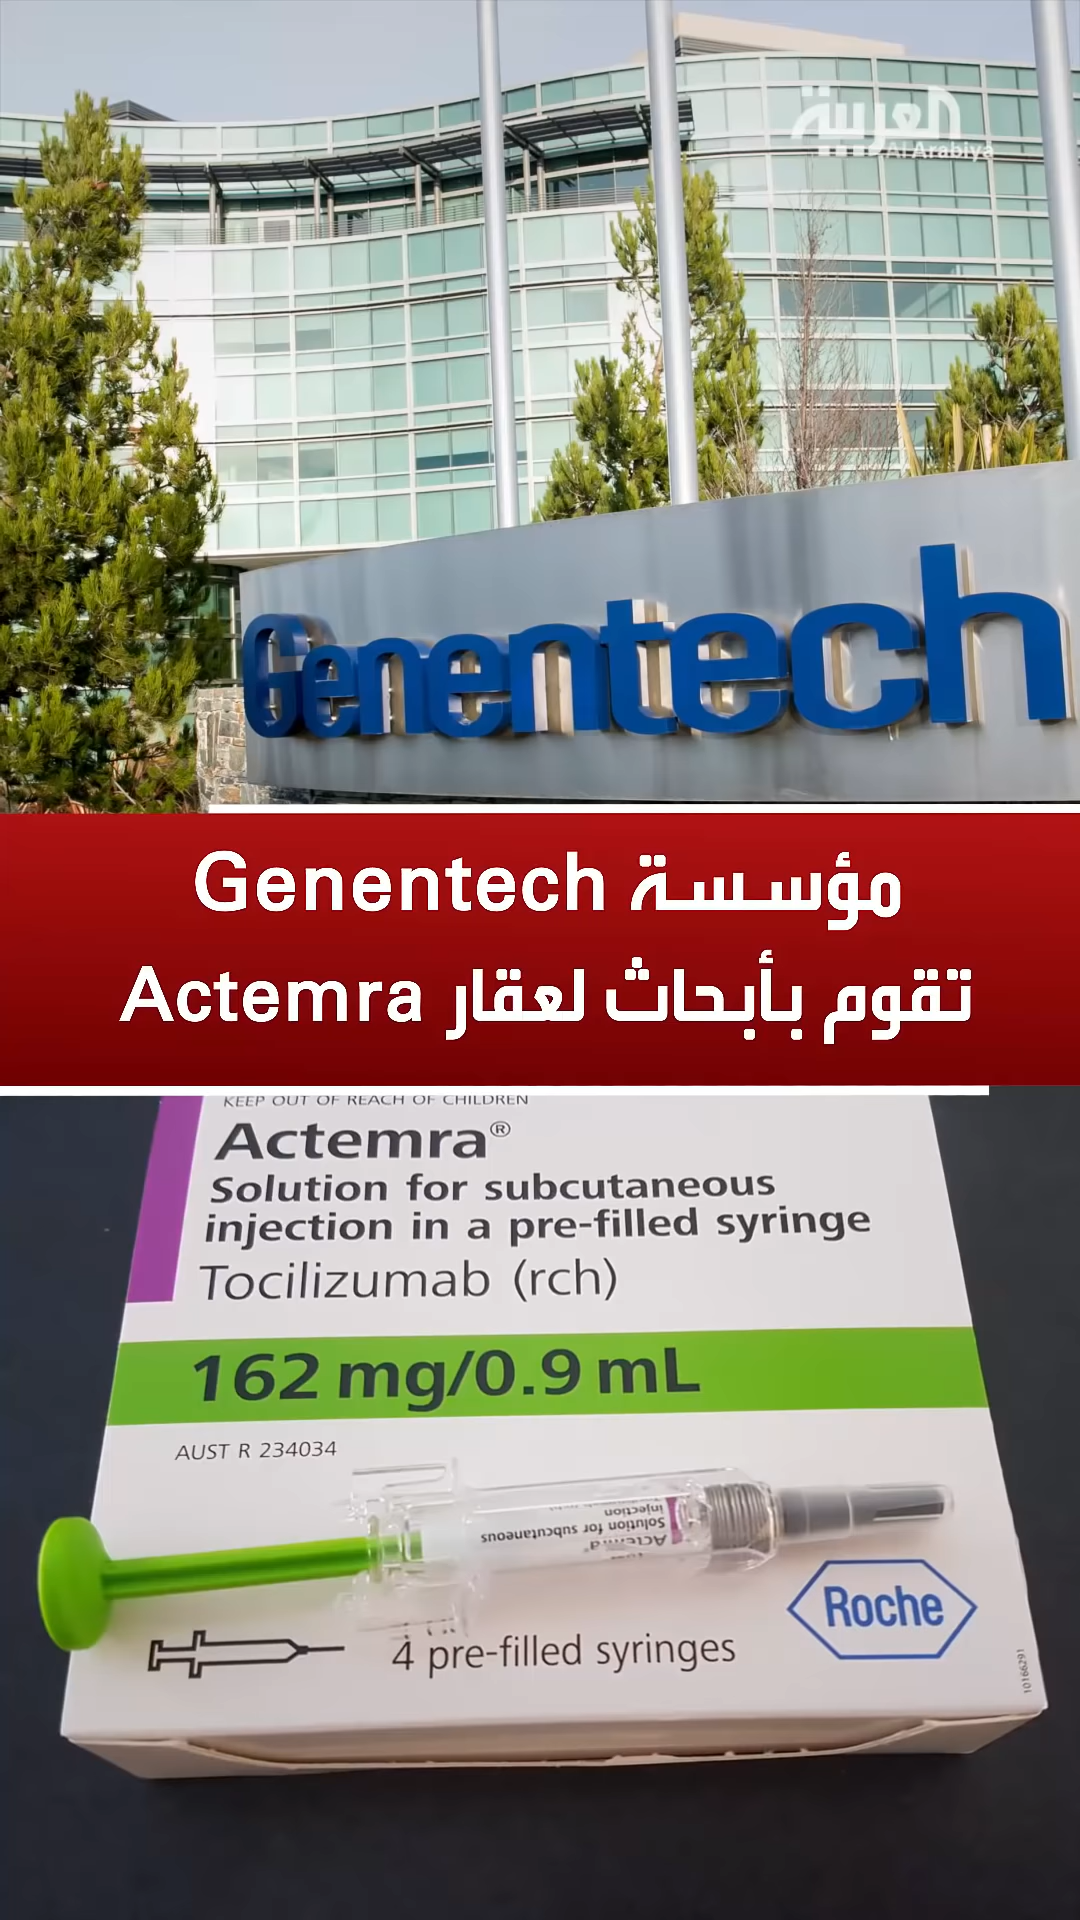 العربية
Al Arabiya
Genentech
مؤسسة Genentech
تقوم بأبحاث لعقار Actemra
KEEP OUT OF REACH OF CHILDREN
Actemra®
Solution for subcutaneous
injection in a pre-filled syringe
Tocilizumab (rch)
162 mg/0.9 mL
AUST R 234034
Actemra®
Solution for subcutaneous
injection
4 pre-filled syringes
Roche
10166291